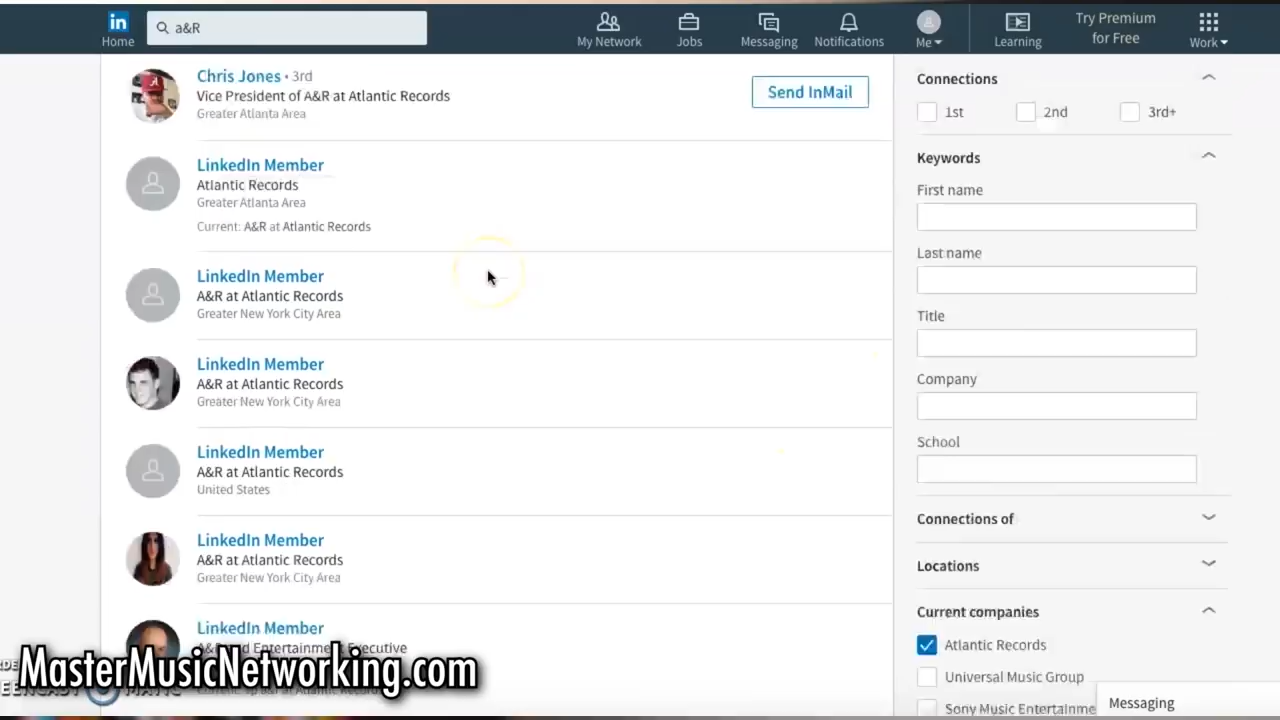 in
Home
a&R
My Network
Jobs
Messaging
Notifications
Me
Learning
Try Premium
for Free
Work
Chris Jones • 3rd
Vice President of A&R at Atlantic Records
Greater Atlanta Area
Send InMail
LinkedIn Member
Atlantic Records
Greater Atlanta Area
Current: A&R at Atlantic Records
LinkedIn Member
A&R at Atlantic Records
Greater New York City Area
LinkedIn Member
A&R at Atlantic Records
Greater New York City Area
LinkedIn Member
A&R at Atlantic Records
United States
LinkedIn Member
A&R at Atlantic Records
Greater New York City Area
LinkedIn Member
Executive
MasterMusicNetworking.com
Connections
1st 2nd 3rd+
Keywords
First name
Last name
Title
Company
School
Connections of
Locations
Current companies
Atlantic Records
Universal Music Group
Sony Music Entertainme
Messaging